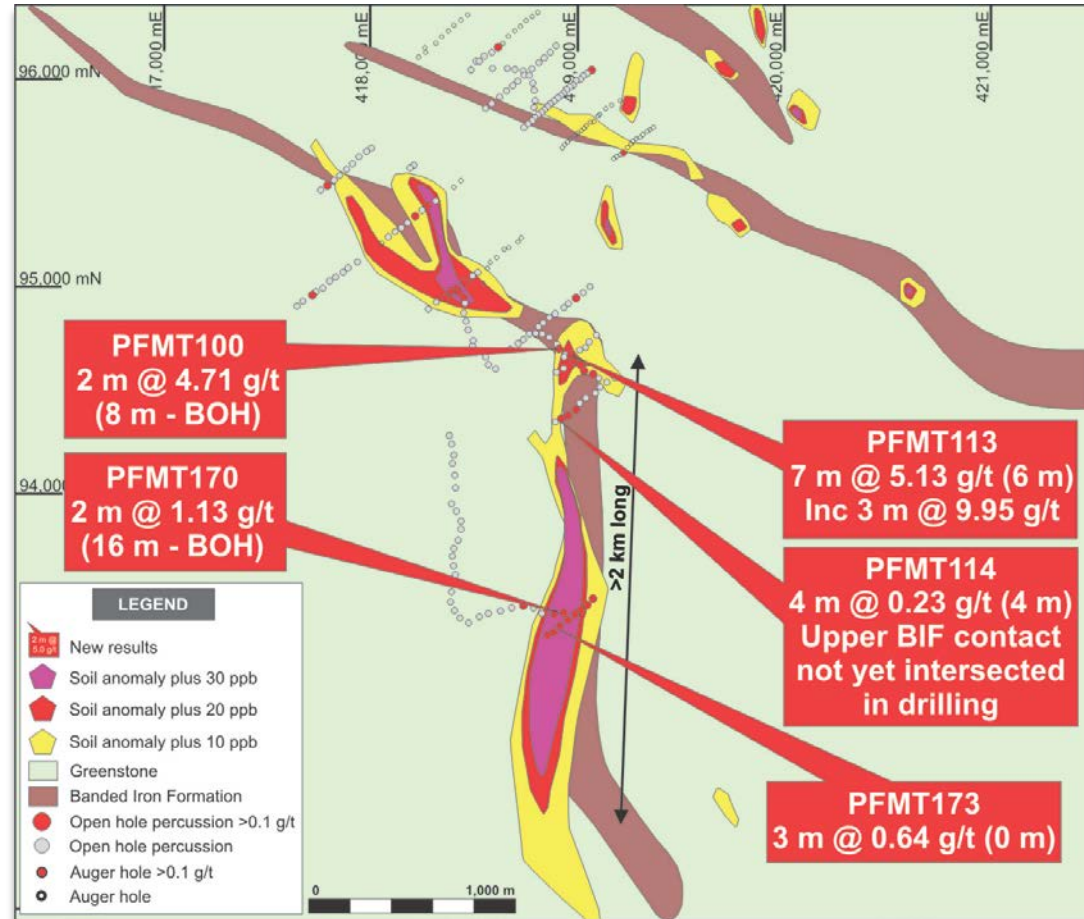 17,000 mE
418,000 mE
419,000 mE
420,000 mE
421,000 mE
96,000 mN
95,000 mN
94,000
PFMT100
2 m @ 4.71 g/t
(8 m - BOH)
PFMT170
2 m @ 1.13 g/t
(16 m - BOH)
>2 km long
PFMT113
7 m @ 5.13 g/t (6 m)
Inc 3 m @ 9.95 g/t
PFMT114
4 m @ 0.23 g/t (4 m)
Upper BIF contact
not yet intersected
in drilling
PFMT173
3 m @ 0.64 g/t (0 m)
LEGEND
2 m @
5.0 g/t
New results
Soil anomaly plus 30 ppb
Soil anomaly plus 20 ppb
Soil anomaly plus 10 ppb
Greenstone
Banded Iron Formation
Open hole percussion >0.1 g/t
Open hole percussion
Auger hole >0.1 g/t
Auger hole
0
1,000 m